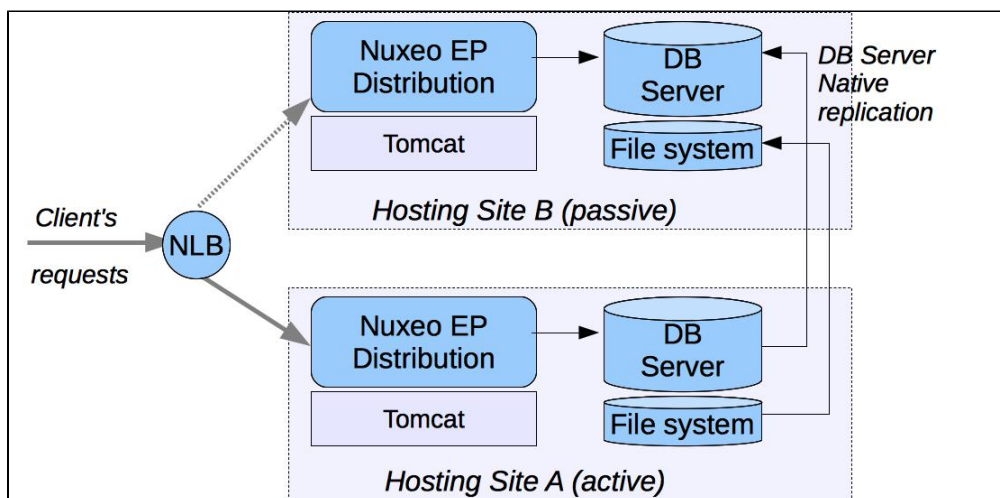 Nuxeo EP
Distribution
DB
Server
DB Server
Native
replication
Tomcat
File system
Hosting Site B (passive)
Client's
NLB
requests
Nuxeo EP
Distribution
DB
Server
Tomcat
File system
Hosting Site A (active)